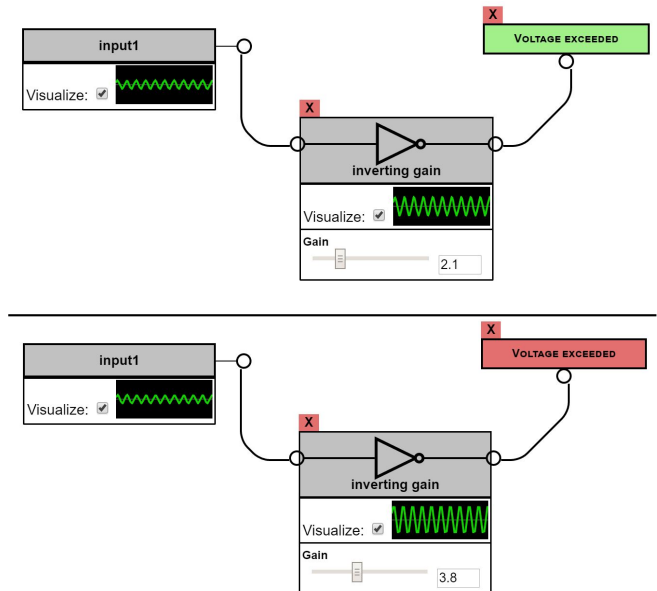 X
input1
VOLTAGE EXCEEDED
Visualize:
X
inverting gain
Visualize:
Gain
2.1
X
input1
VOLTAGE EXCEEDED
Visualize:
X
inverting gain
Visualize:
Gain
3.8